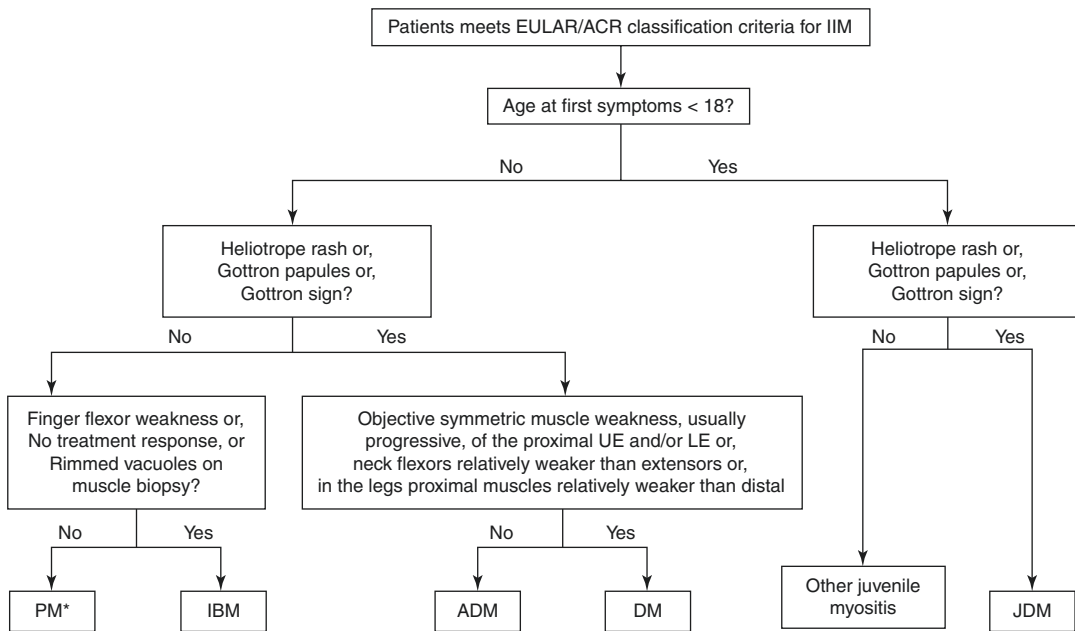 Patients meets EULAR/ACR classification criteria for IIM
Age at first symptoms < 18?
No
Yes
Heliotrope rash or,
Gottron papules or,
Gottron sign?
Heliotrope rash or,
Gottron papules or,
Gottron sign?
No
Yes
No
Yes
Finger flexor weakness or,
No treatment response, or
Rimmed vacuoles on
muscle biopsy?
Objective symmetric muscle weakness, usually
progressive, of the proximal UE and/or LE or,
neck flexors relatively weaker than extensors or,
in the legs proximal muscles relatively weaker than distal
No
Yes
No
Yes
PM*
IBM
ADM
DM
Other juvenile
myositis
JDM